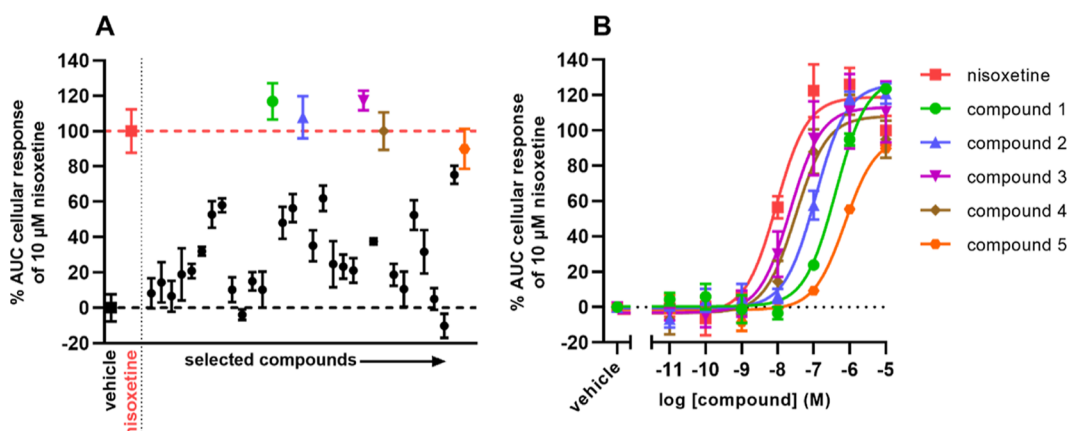 A
B
% AUC cellular response
of 10 µM nisoxetine
140
120
100
80
60
40
20
0
-20
vehicle
nisoxetine
selected compounds
% AUC cellular response
of 10 µM nisoxetine
140
120
100
80
60
40
20
0
-20
vehicle
-11 -10 -9 -8 -7 -6 -5
log [compound] (M)
nisoxetine
compound 1
compound 2
compound 3
compound 4
compound 5